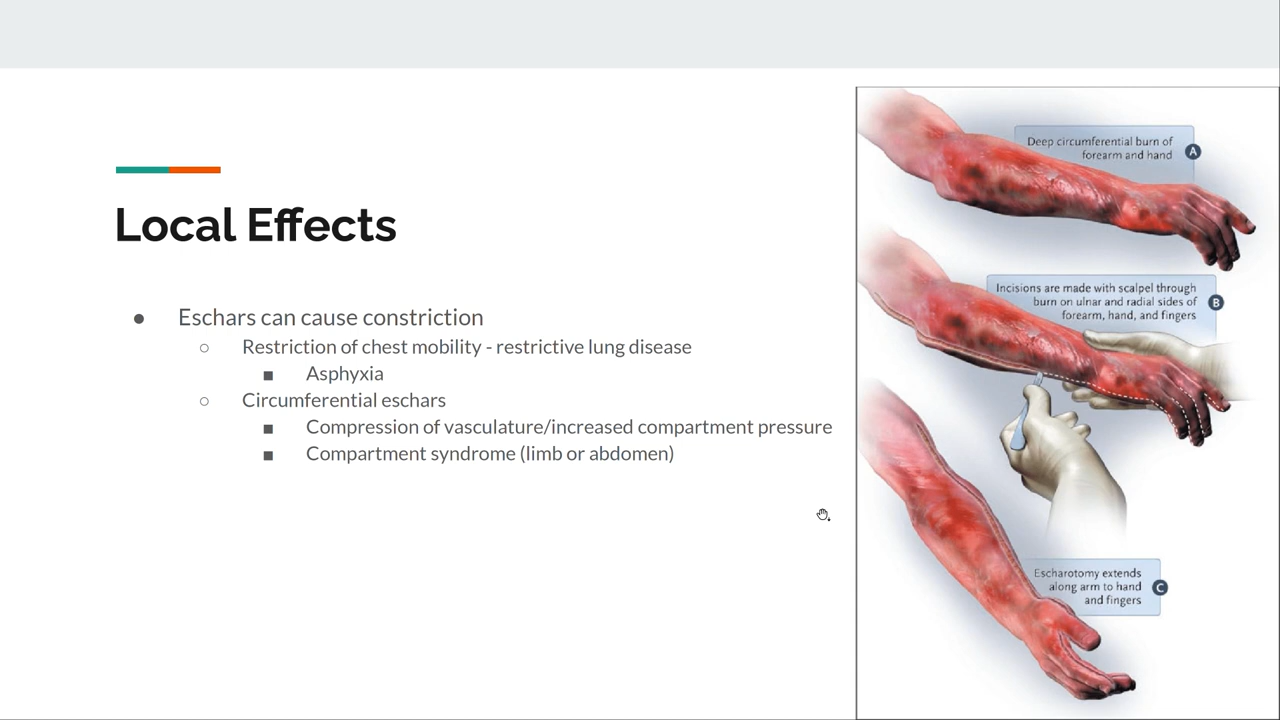 Local Effects
● Eschars can cause constriction
○ Restriction of chest mobility - restrictive lung disease
■ Asphyxia
○ Circumferential eschars
■ Compression of vasculature/increased compartment pressure
■ Compartment syndrome (limb or abdomen)
Deep circumferential burn of
forearm and hand
A
Incisions are made with scalpel through
burn on ulnar and radial sides of
forearm, hand, and fingers
B
Escharotomy extends
along arm to hand
and fingers
C